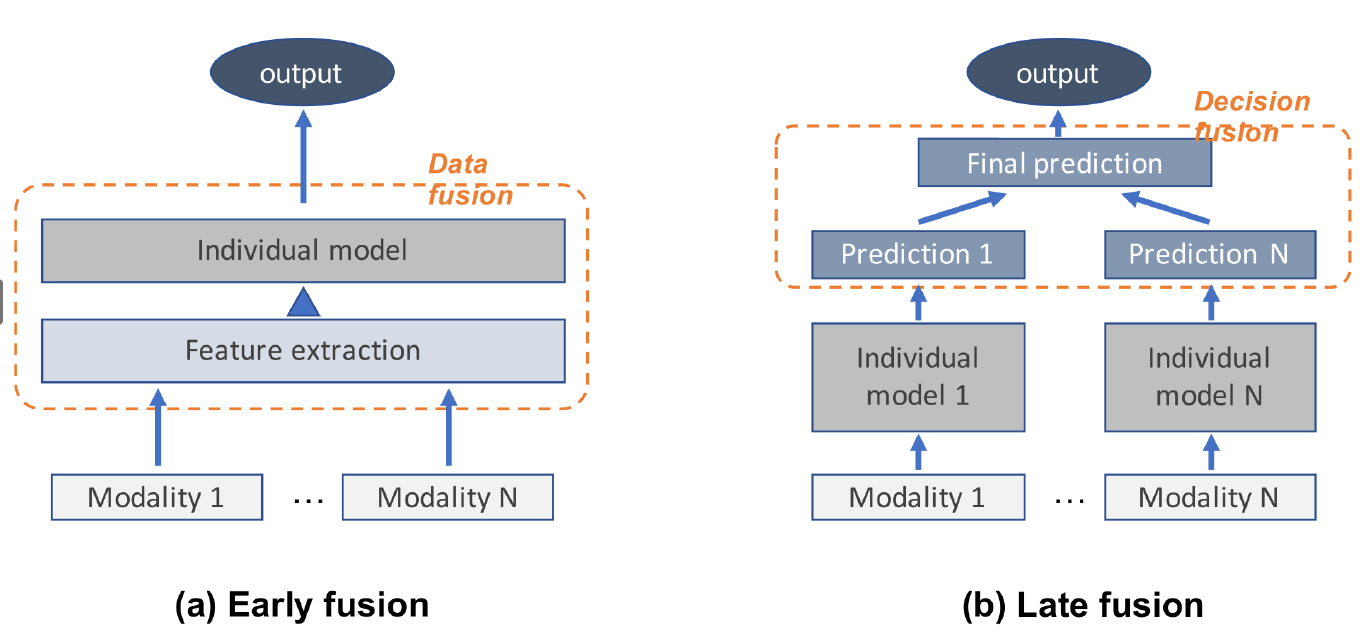 output
Data
fusion
Individual model
Feature extraction
Modality 1 ... Modality N
(a) Early fusion
output
Decision
fusion
Final prediction
Prediction 1 Prediction N
Individual
model 1
Individual
model N
Modality 1 ... Modality N
(b) Late fusion